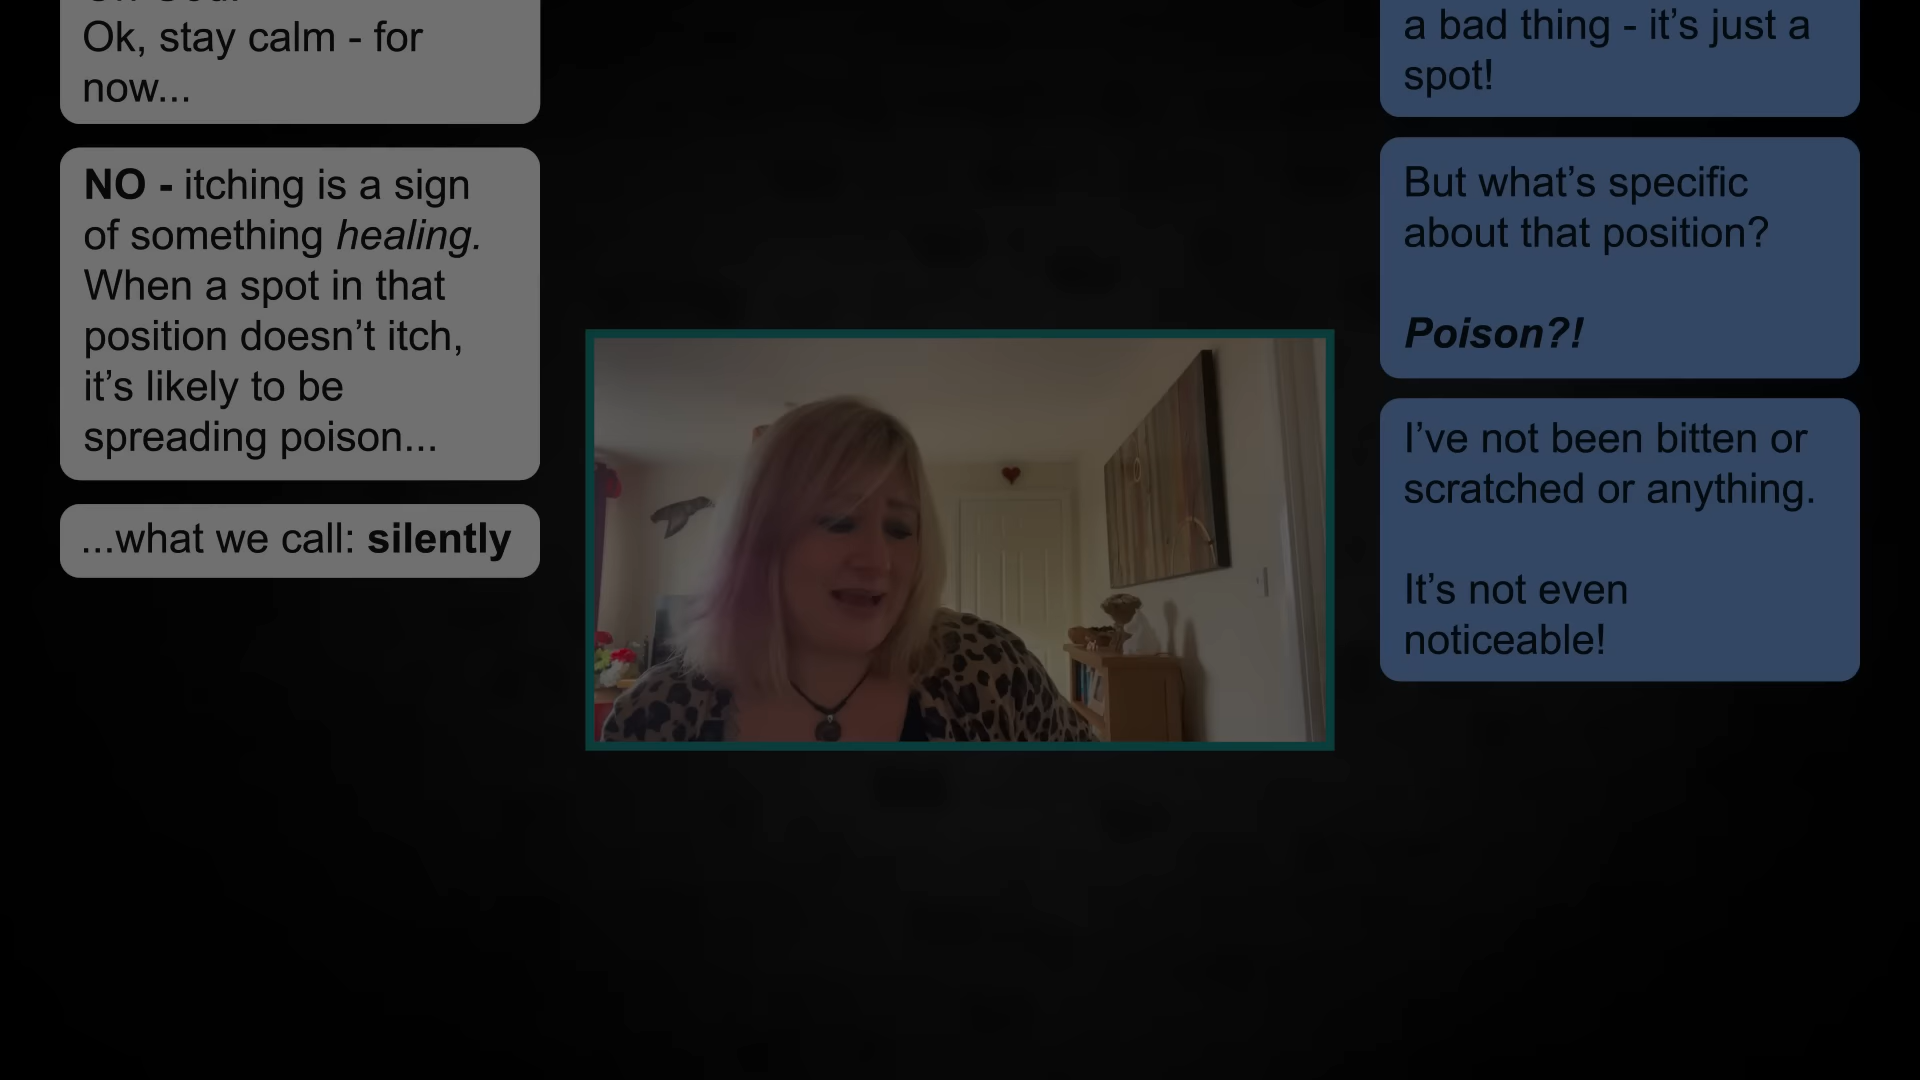 Ok, stay calm - for
now...
NO - itching is a sign
of something healing.
When a spot in that
position doesn’t itch,
it’s likely to be
spreading poison...
...what we call: silently
a bad thing - it’s just a
spot!
But what’s specific
about that position?
Poison?!
I’ve not been bitten or
scratched or anything.
It’s not even
noticeable!